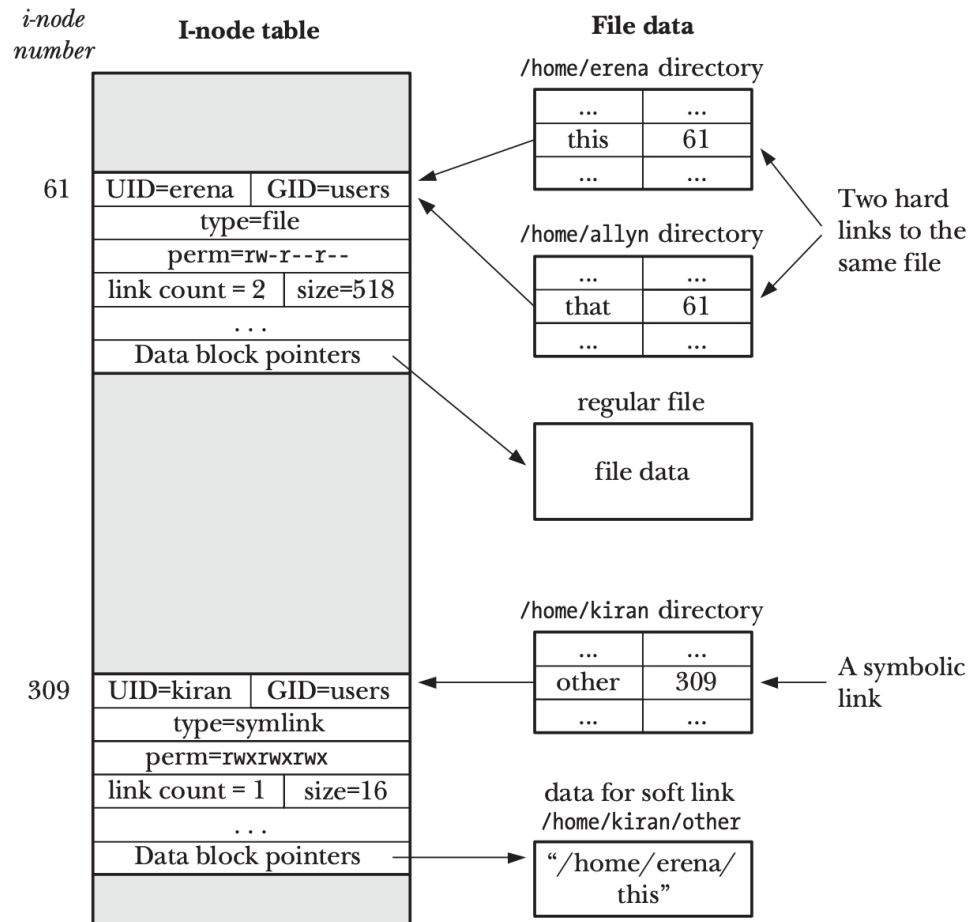 i-node
number
I-node table
File data
/home/erena directory
... ...
this 61
... ...
61
UID=erena GID=users
type=file
perm=rw-r--r--
link count = 2 size=518
. . .
Data block pointers
/home/allyn directory
... ...
that 61
... ...
Two hard
links to the
same file
regular file
file data
/home/kiran directory
... ...
other 309
... ...
A symbolic
link
309
UID=kiran GID=users
type=symlink
perm=rwxrwxrwx
link count = 1 size=16
. . .
Data block pointers
data for soft link
/home/kiran/other
“/home/erena/
this”